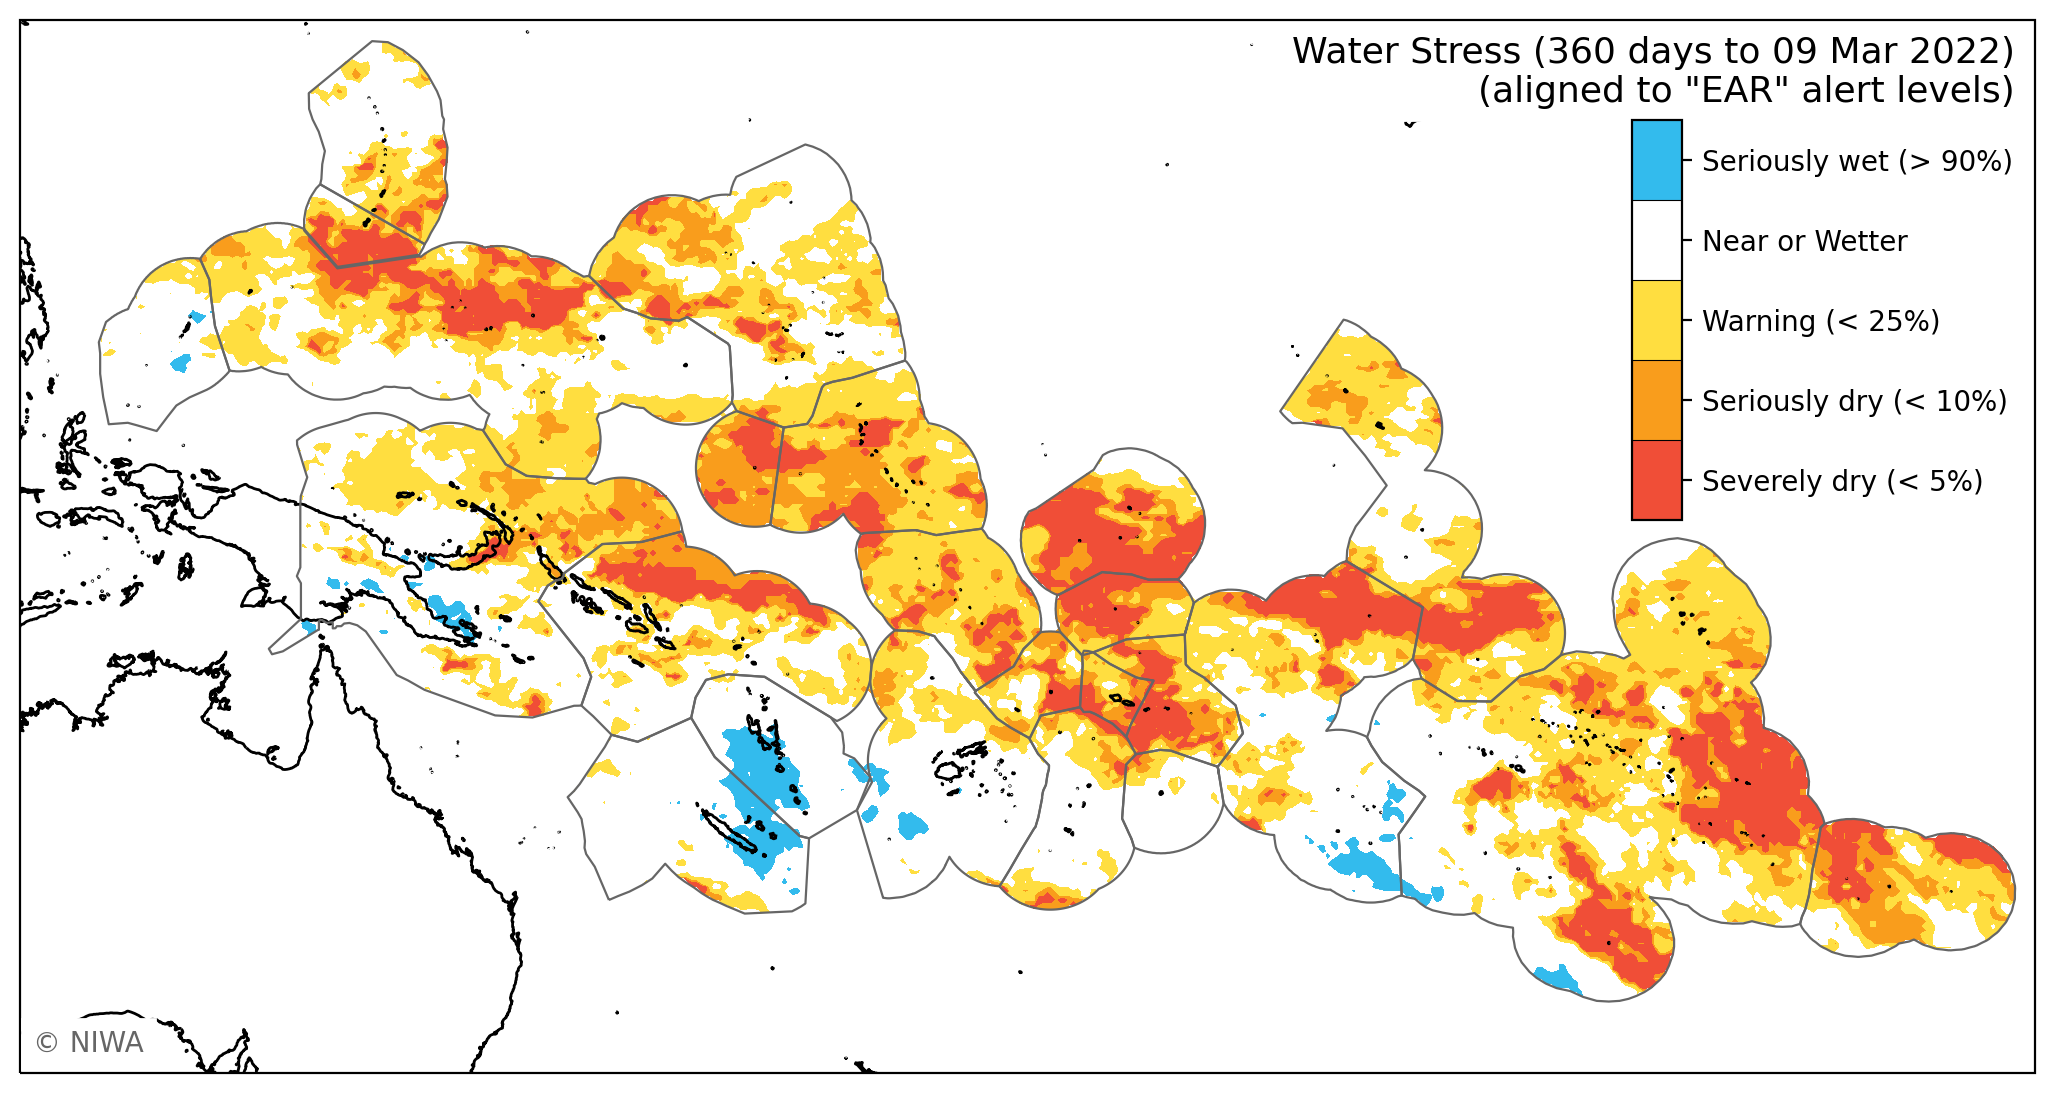 Water Stress (360 days to 09 Mar 2022)
(aligned to "EAR" alert levels)
Seriously wet (> 90%)
Near or Wetter
Warning (< 25%)
Seriously dry (< 10%)
Severely dry (< 5%)
© NIWA